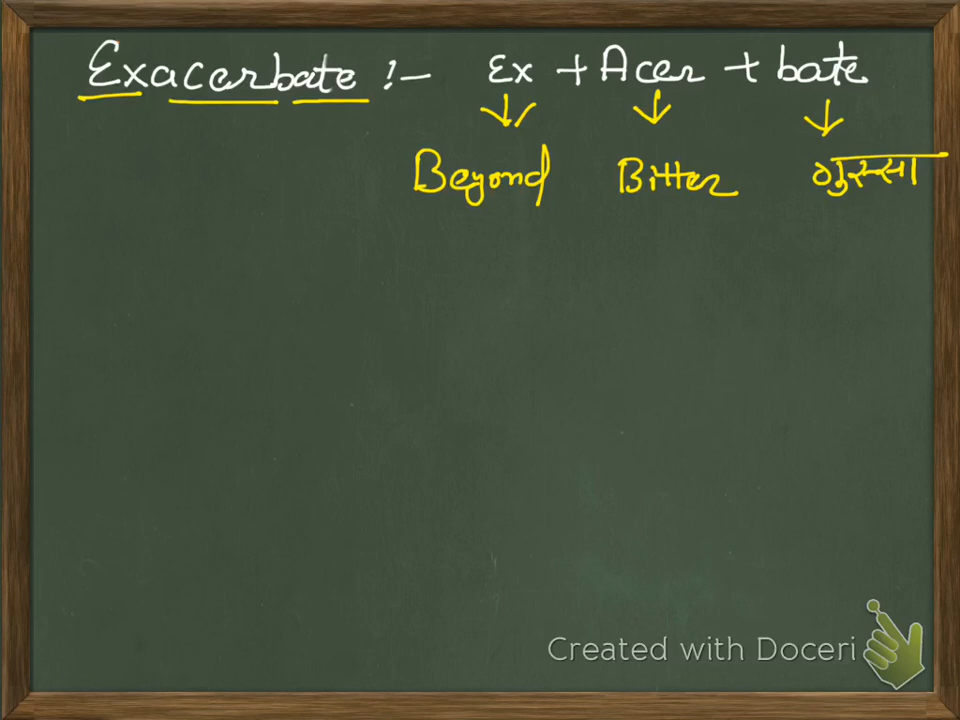 Exacerbate :- Ex + Acer + bate
Beyond Bitter गुस्सा
Created with Doceri